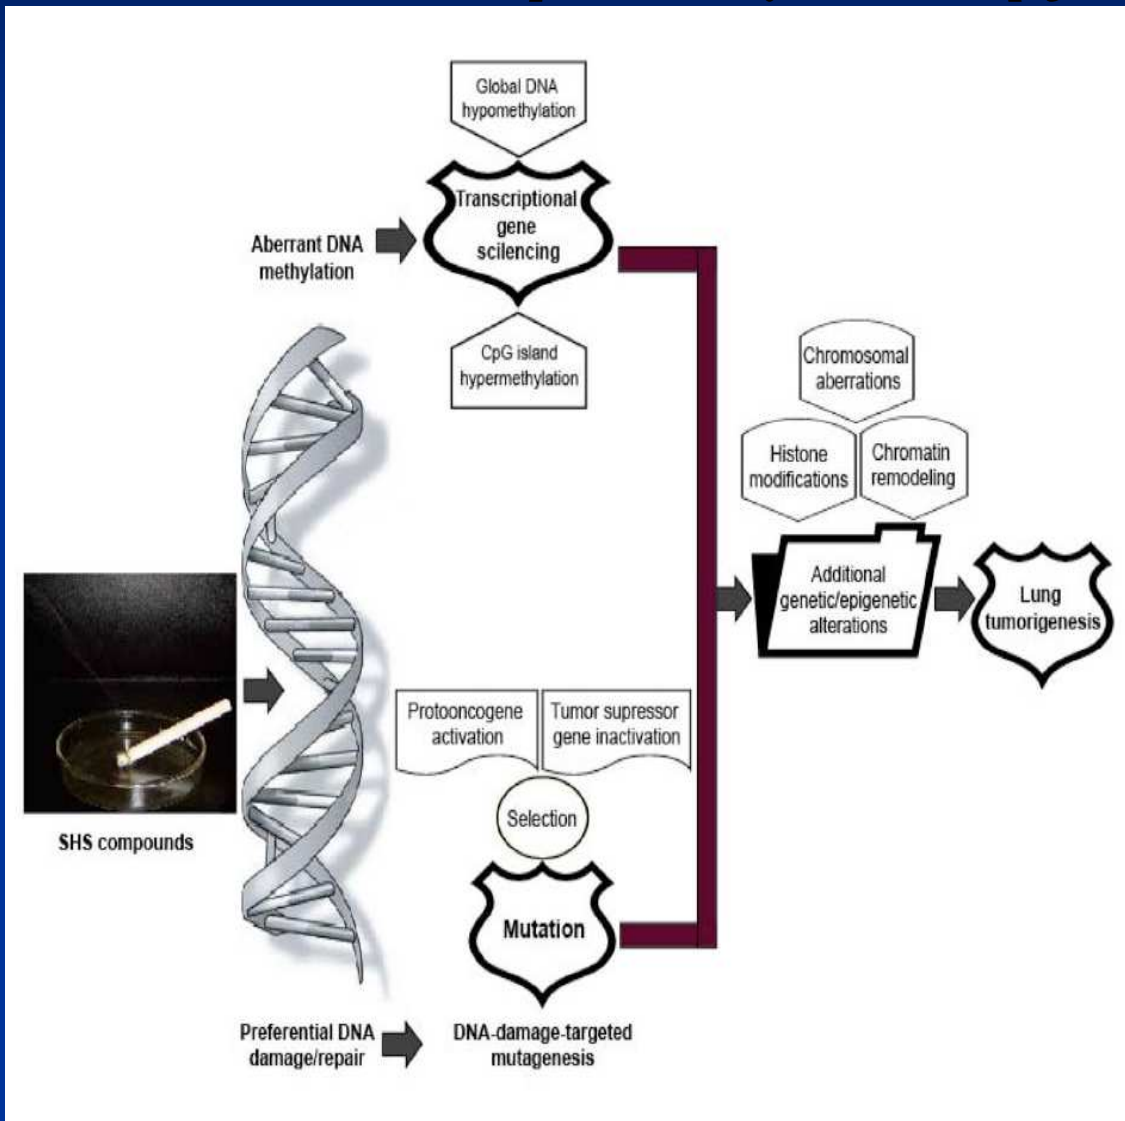 Global DNA
hypomethylation
Transcriptional
gene
scilencing
Aberrant DNA
methylation
CpG island
hypermethylation
Chromosomal
aberrations
Histone
modifications
Chromatin
remodeling
Additional
genetic/epigenetic
alterations
Lung
tumorigenesis
Protooncogene
activation
Tumor supressor
gene inactivation
Selection
SHS compounds
Mutation
Preferential DNA
damage/repair
DNA-damage-targeted
mutagenesis